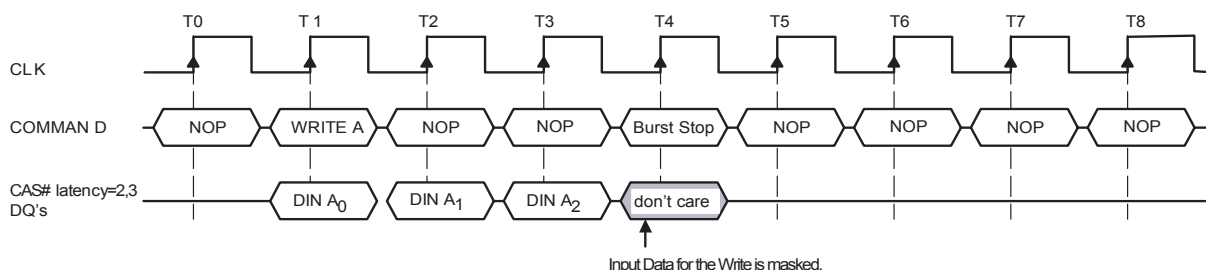 T0 T 1 T2 T3 T4 T5 T6 T7 T8
CLK
COMMAN D NOP WRITE A NOP NOP Burst Stop NOP NOP NOP NOP
CAS# latency=2,3
DQ's DIN A0 DIN A1 DIN A2 don't care
Input Data for the Write is masked.